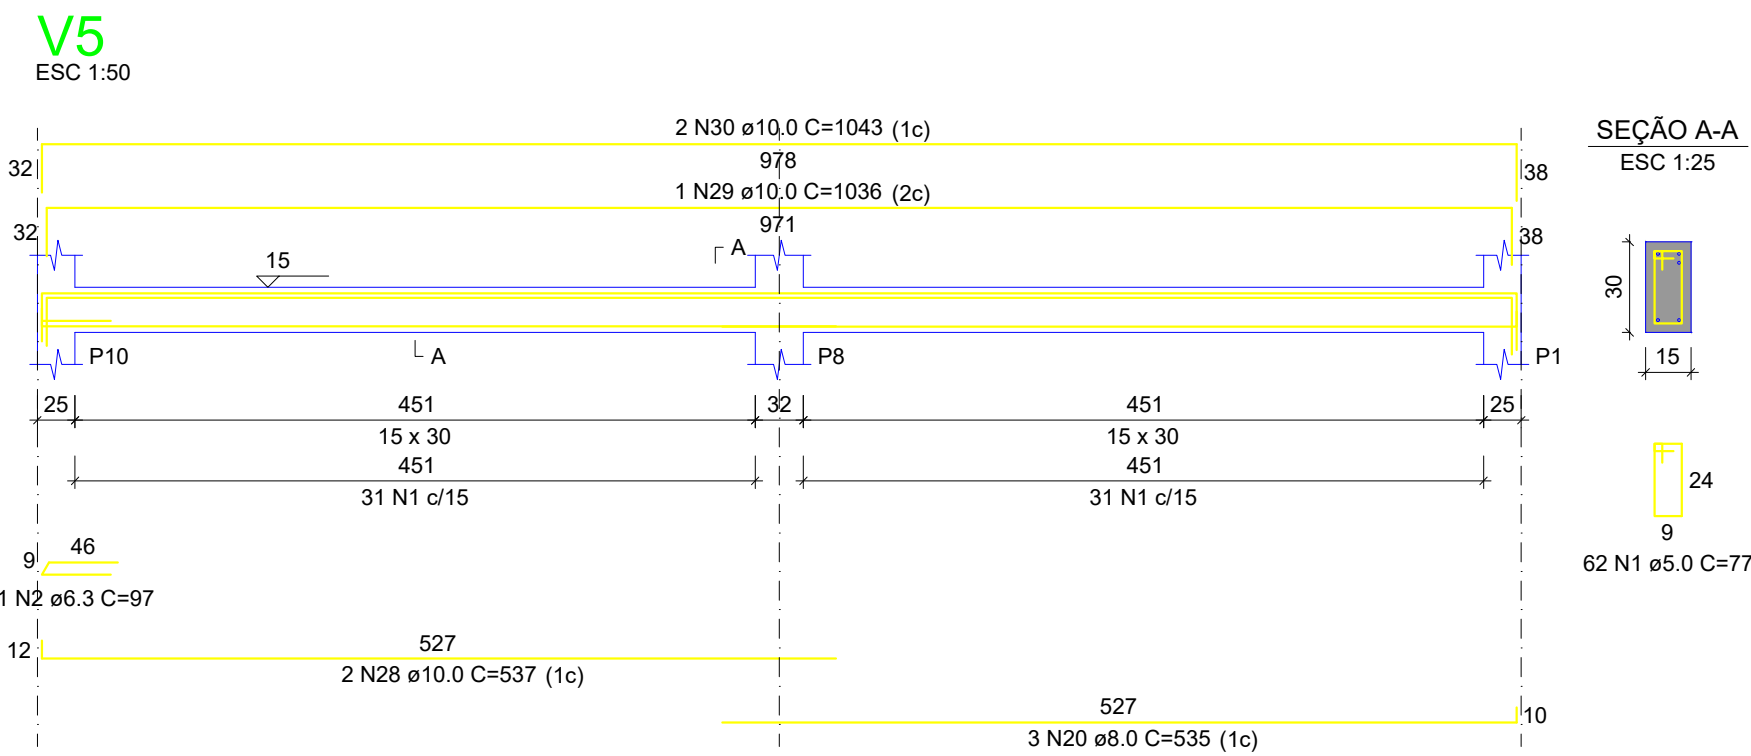 V5
ESC 1:50
2 N30 ø10.0 C=1043 (1c)
32
978
38
1 N29 ø10.0 C=1036 (2c)
32
971
38
A
15
P10
A
P8
P1
25
451
32
451
25
15 x 30
15 x 30
451
451
31 N1 c/15
31 N1 c/15
9
46
1 N2 ø6.3 C=97
12
527
2 N28 ø10.0 C=537 (1c)
527
10
3 N20 ø8.0 C=535 (1c)
SEÇÃO A-A
ESC 1:25
30
15
24
9
62 N1 ø5.0 C=77